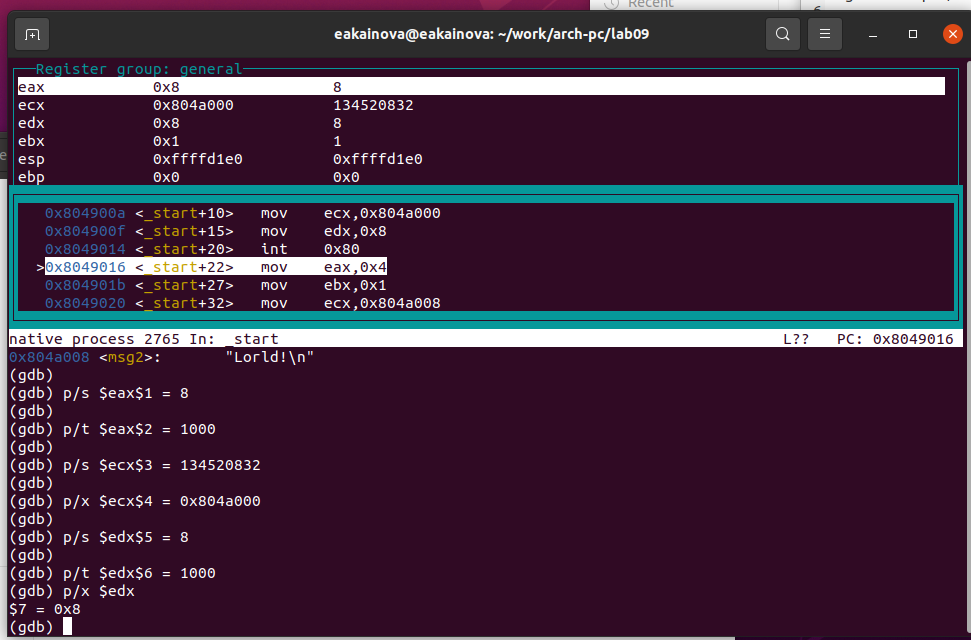 Recent
eakainova@eakainova: ~/work/arch-pc/lab09
Register group: general
eax 0x8 8
ecx 0x804a000 134520832
edx 0x8 8
ebx 0x1 1
esp 0xffffd1e0 0xffffd1e0
ebp 0x0 0x0
0x804900a <_start+10> mov ecx,0x804a000
0x804900f <_start+15> mov edx,0x8
0x8049014 <_start+20> int 0x80
>0x8049016 <_start+22> mov eax,0x4
0x804901b <_start+27> mov ebx,0x1
0x8049020 <_start+32> mov ecx,0x804a008
native process 2765 In: _start L?? PC: 0x8049016
0x804a008 <msg2>: "Lorld!\n"
(gdb)
(gdb) p/s $eax$1 = 8
(gdb)
(gdb) p/t $eax$2 = 1000
(gdb)
(gdb) p/s $ecx$3 = 134520832
(gdb)
(gdb) p/x $ecx$4 = 0x804a000
(gdb)
(gdb) p/s $edx$5 = 8
(gdb)
(gdb) p/t $edx$6 = 1000
(gdb) p/x $edx
$7 = 0x8
(gdb)